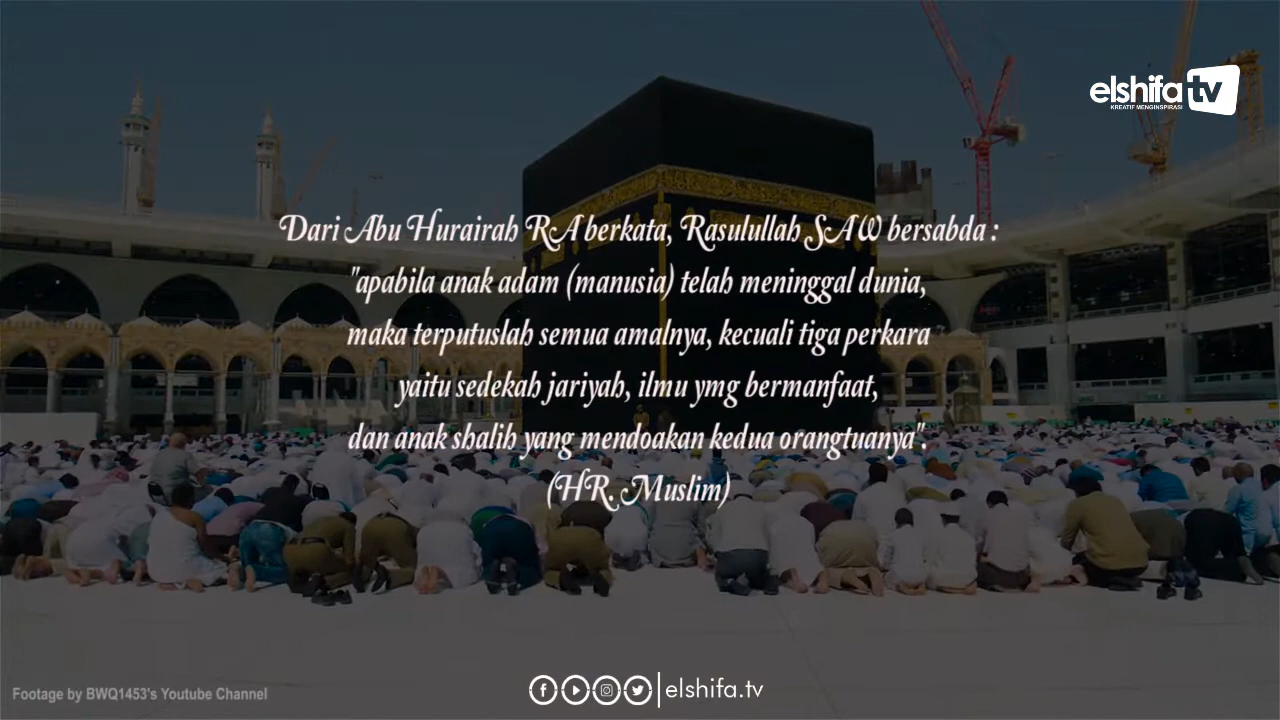 elshifa tv
KREATIF MENGINSPIRASI
Dari Abu Hurairah RA berkata, Rasulullah SAW bersabda :
"apabila anak adam (manusia) telah meninggal dunia,
maka terputuslah semua amalnya, kecuali tiga perkara
yaitu sedekah jariyah, ilmu ymg bermanfaat,
dan anak shalih yang mendoakan kedua orangtuanya".
(HR. Muslim)
Footage by BWQ1453's Youtube Channel
elshifa.tv